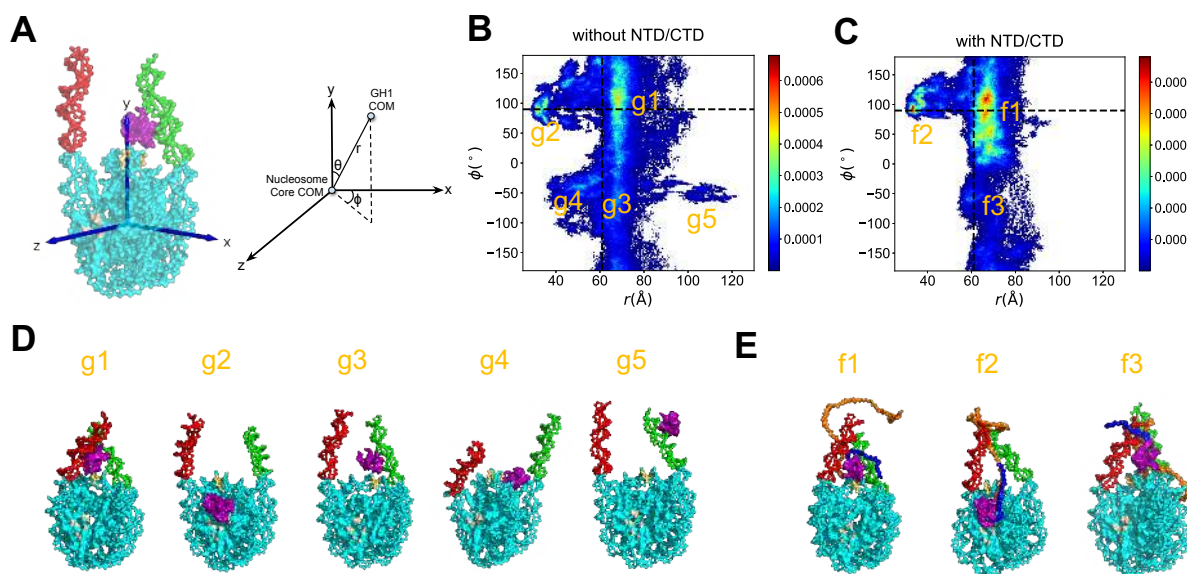 A
y
z
x
y
GH1
COM
r
θ
Nucleosome
Core COM
x
ϕ
z
B
without NTD/CTD
150
100
50
0
−50
−100
−150
ϕ(°)
40
60
80
100
120
r(Å)
g1
g2
g3
g4
g5
0.0006
0.0005
0.0004
0.0003
0.0002
0.0001
C
with NTD/CTD
150
100
50
0
−50
−100
−150
ϕ(°)
40
60
80
100
120
r(Å)
f1
f2
f3
0.000
0.000
0.000
0.000
0.000
0.000
0.000
D
g1
g2
g3
g4
g5
E
f1
f2
f3